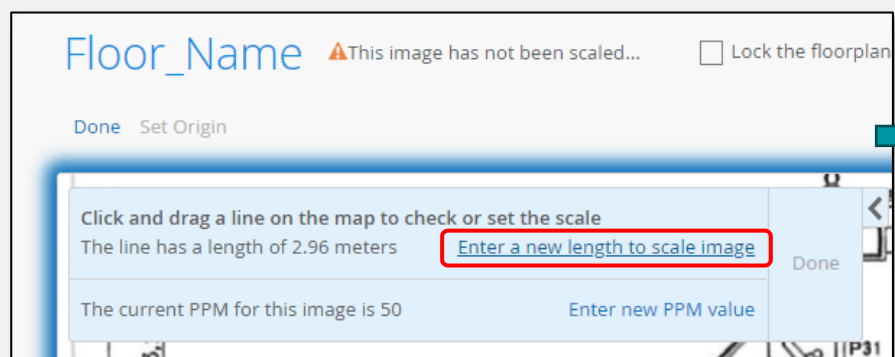 Floor_Name This image has not been scaled... Lock the floorplan
Done Set Origin
Click and drag a line on the map to check or set the scale
The line has a length of 2.96 meters Enter a new length to scale image
Done
The current PPM for this image is 50 Enter new PPM value
P31